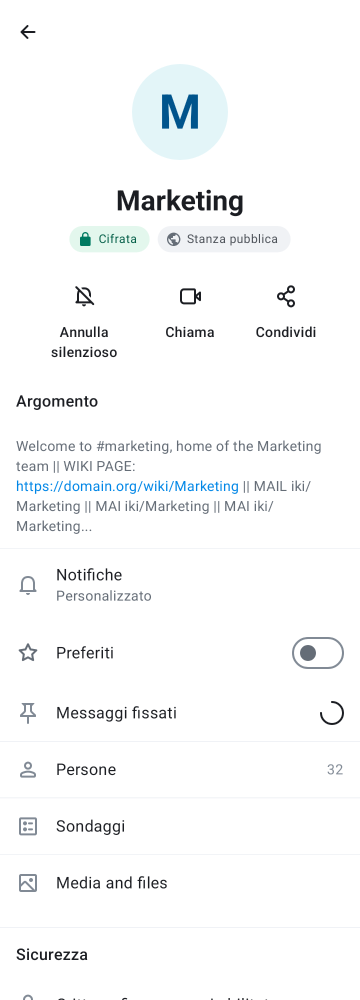 M
Marketing
Cifrata
Stanza pubblica
Annulla
silenzioso
Chiama
Condividi
Argomento
Welcome to #marketing, home of the Marketing
team || WIKI PAGE:
https://domain.org/wiki/Marketing || MAIL iki/
Marketing || MAI iki/Marketing || MAI iki/
Marketing...
Notifiche
Personalizzato
Preferiti
Messaggi fissati
Persone 32
Sondaggi
Media and files
Sicurezza